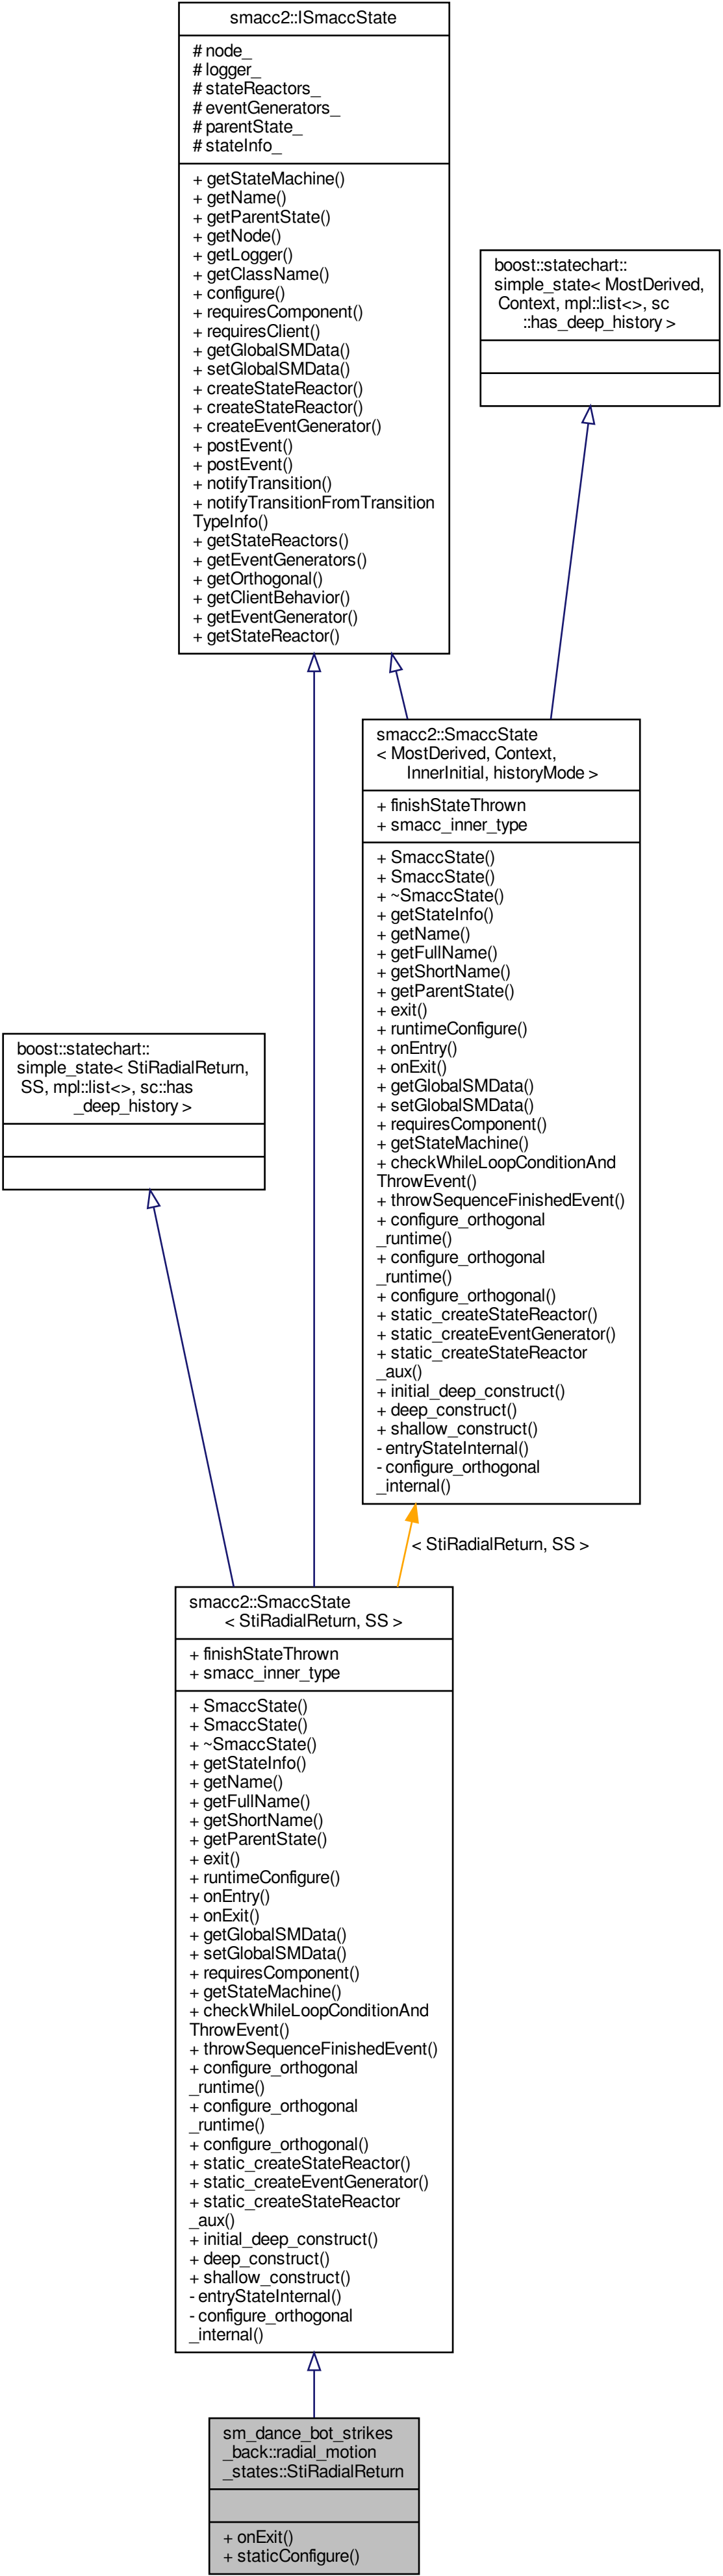 smacc2::ISmaccState
# node_
# logger_
# stateReactors_
# eventGenerators_
# parentState_
# stateInfo_
+ getStateMachine()
+ getName()
+ getParentState()
+ getNode()
+ getLogger()
+ getClassName()
+ configure()
+ requiresComponent()
+ requiresClient()
+ getGlobalSMData()
+ setGlobalSMData()
+ createStateReactor()
+ createStateReactor()
+ createEventGenerator()
+ postEvent()
+ postEvent()
+ notifyTransition()
+ notifyTransitionFromTransition
TypeInfo()
+ getStateReactors()
+ getEventGenerators()
+ getOrthogonal()
+ getClientBehavior()
+ getEventGenerator()
+ getStateReactor()
boost::statechart::
simple_state< MostDerived,
Context, mpl::list<>, sc
::has_deep_history >
smacc2::SmaccState
< MostDerived, Context,
InnerInitial, historyMode >
+ finishStateThrown
+ smacc_inner_type
+ SmaccState()
+ SmaccState()
+ ~SmaccState()
+ getStateInfo()
+ getName()
+ getFullName()
+ getShortName()
+ getParentState()
+ exit()
+ runtimeConfigure()
+ onEntry()
+ onExit()
+ getGlobalSMData()
+ setGlobalSMData()
+ requiresComponent()
+ getStateMachine()
+ checkWhileLoopConditionAnd
ThrowEvent()
+ throwSequenceFinishedEvent()
+ configure_orthogonal
_runtime()
+ configure_orthogonal
_runtime()
+ configure_orthogonal()
+ static_createStateReactor()
+ static_createEventGenerator()
+ static_createStateReactor
_aux()
+ initial_deep_construct()
+ deep_construct()
+ shallow_construct()
- entryStateInternal()
- configure_orthogonal
_internal()
boost::statechart::
simple_state< StiRadialReturn,
SS, mpl::list<>, sc::has
_deep_history >
< StiRadialReturn, SS >
smacc2::SmaccState
< StiRadialReturn, SS >
+ finishStateThrown
+ smacc_inner_type
+ SmaccState()
+ SmaccState()
+ ~SmaccState()
+ getStateInfo()
+ getName()
+ getFullName()
+ getShortName()
+ getParentState()
+ exit()
+ runtimeConfigure()
+ onEntry()
+ onExit()
+ getGlobalSMData()
+ setGlobalSMData()
+ requiresComponent()
+ getStateMachine()
+ checkWhileLoopConditionAnd
ThrowEvent()
+ throwSequenceFinishedEvent()
+ configure_orthogonal
_runtime()
+ configure_orthogonal
_runtime()
+ configure_orthogonal()
+ static_createStateReactor()
+ static_createEventGenerator()
+ static_createStateReactor
_aux()
+ initial_deep_construct()
+ deep_construct()
+ shallow_construct()
- entryStateInternal()
- configure_orthogonal
_internal()
sm_dance_bot_strikes
_back::radial_motion
_states::StiRadialReturn
+ onExit()
+ staticConfigure()